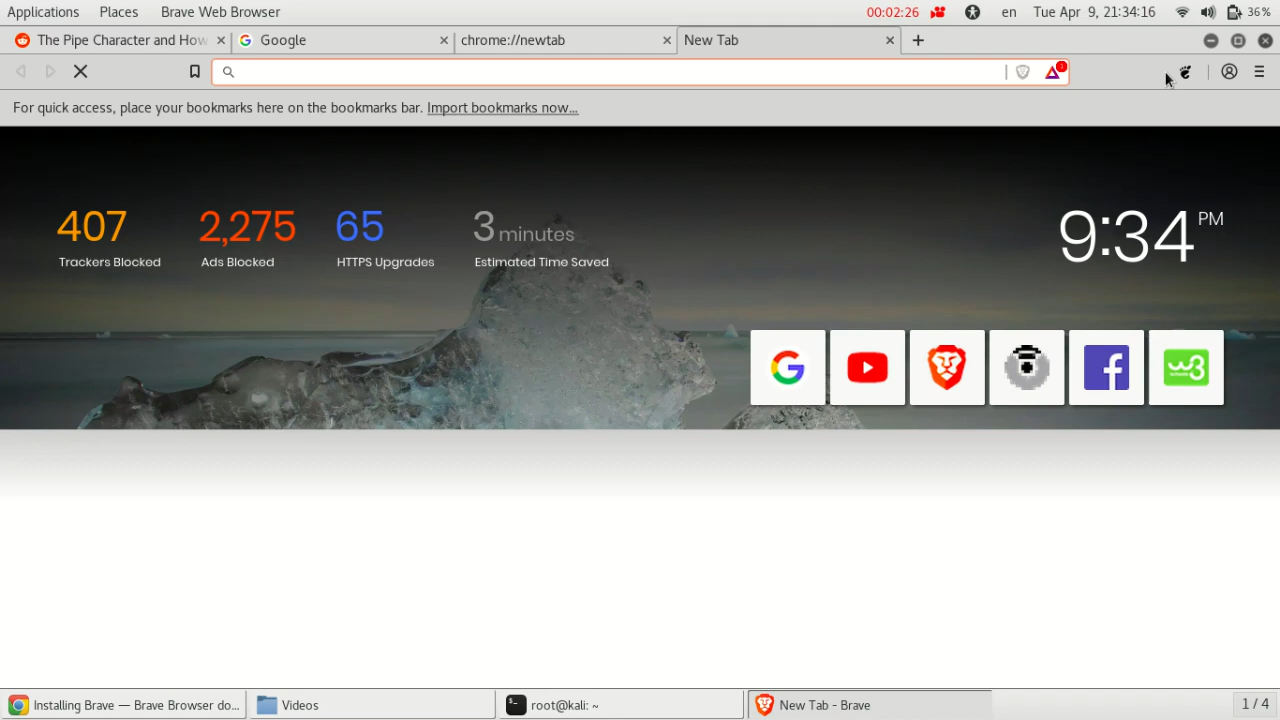 Applications Places Brave Web Browser 00:02:26 en Tue Apr 9, 21:34:16 36%
The Pipe Character and How Google chrome://newtab New Tab
For quick access, place your bookmarks here on the bookmarks bar. Import bookmarks now...
407 2,275 65 3 minutes 9:34 PM
Trackers Blocked Ads Blocked HTTPS Upgrades Estimated Time Saved
Installing Brave — Brave Browser do... Videos root@kali: ~ New Tab - Brave 1 / 4